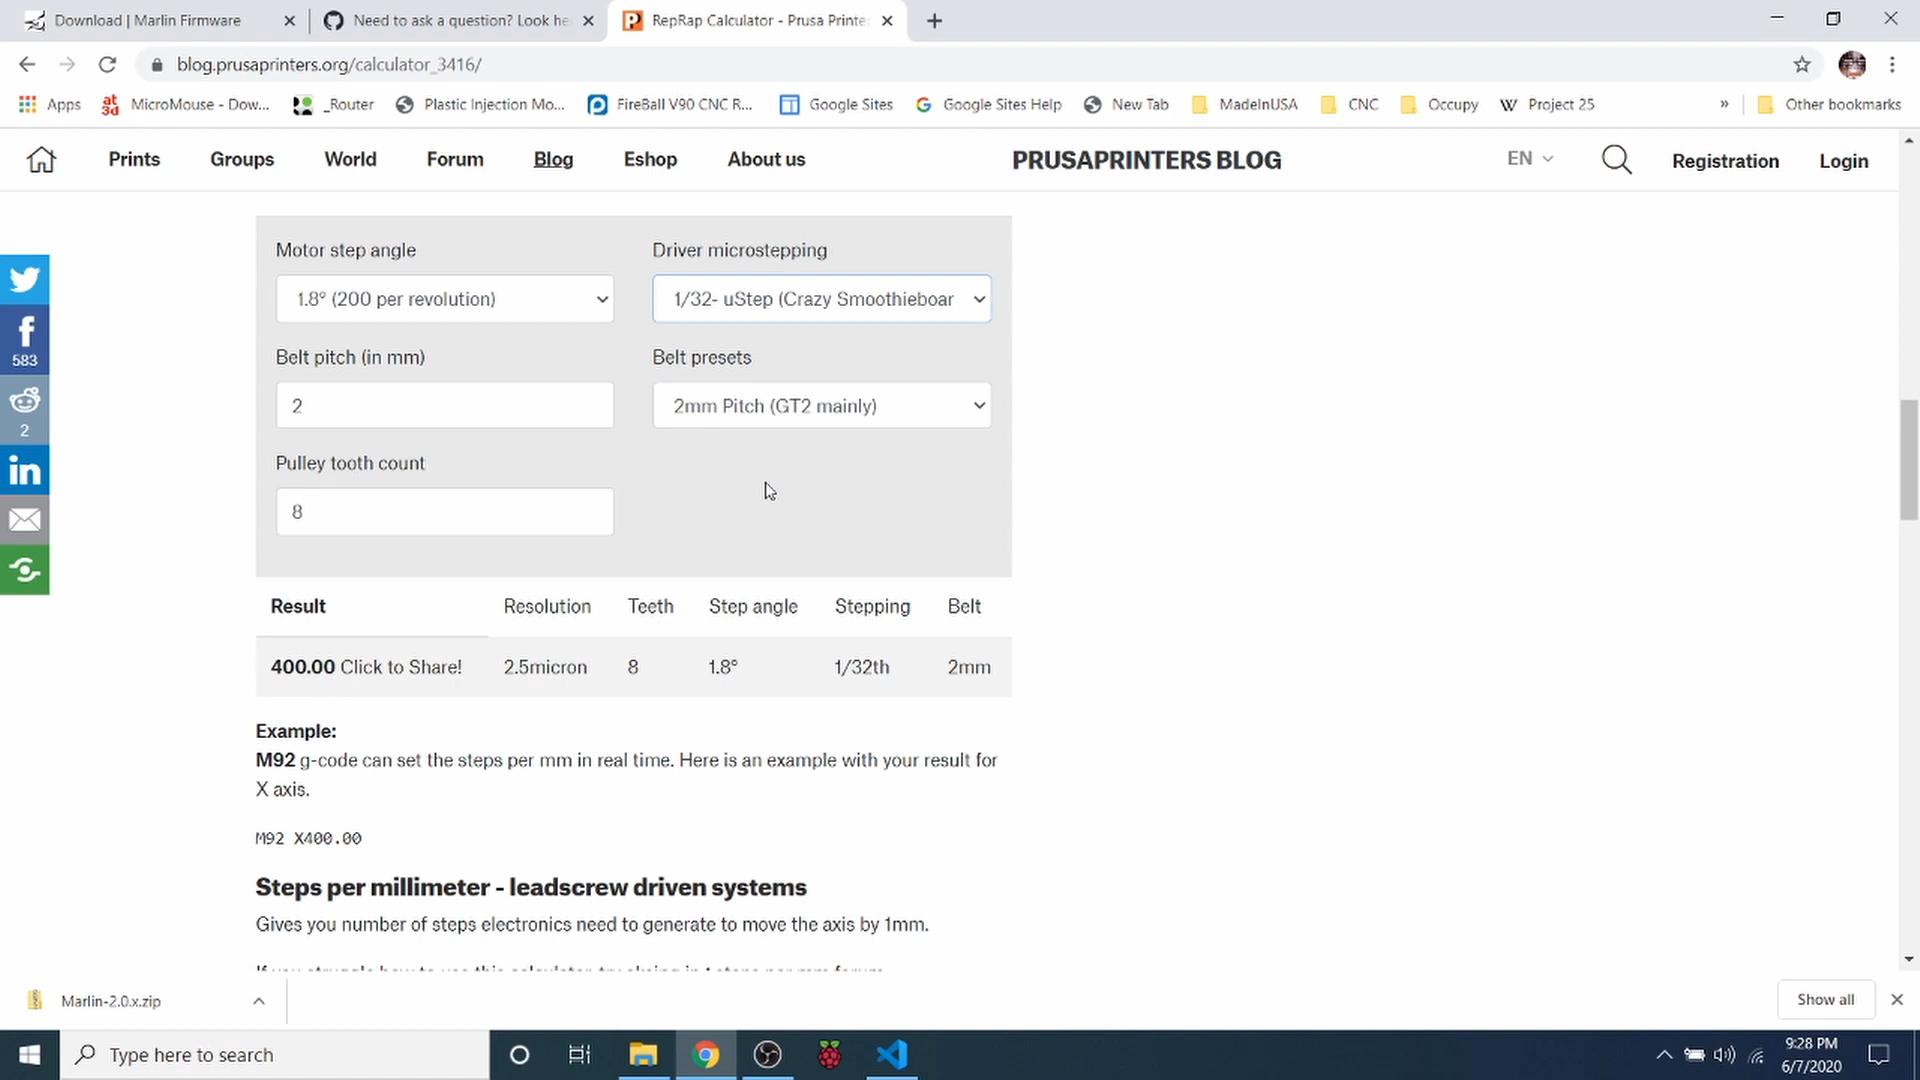 Download | Marlin Firmware
Need to ask a question? Look he
RepRap Calculator - Prusa Printer
blog.prusaprinters.org/calculator_3416/
Apps
at 3d
MicroMouse - Dow...
_Router
Plastic Injection Mo...
FireBall V90 CNC R...
Google Sites
Google Sites Help
New Tab
MadeInUSA
CNC
Occupy
W Project 25
»
Other bookmarks
Prints
Groups
World
Forum
Blog
Eshop
About us
PRUSAPRINTERS BLOG
EN
Registration
Login
583
2
in
Motor step angle
Driver microstepping
1.8° (200 per revolution)
1/32- uStep (Crazy Smoothieboar
Belt pitch (in mm)
Belt presets
2
2mm Pitch (GT2 mainly)
Pulley tooth count
8
Result Resolution Teeth Step angle Stepping Belt
400.00 Click to Share! 2.5micron 8 1.8° 1/32th 2mm
Example:
M92 g-code can set the steps per mm in real time. Here is an example with your result for
X axis.
M92 X400.00
Steps per millimeter - leadscrew driven systems
Gives you number of steps electronics need to generate to move the axis by 1mm.
Marlin-2.0.x.zip
Show all
Type here to search
9:28 PM
6/7/2020